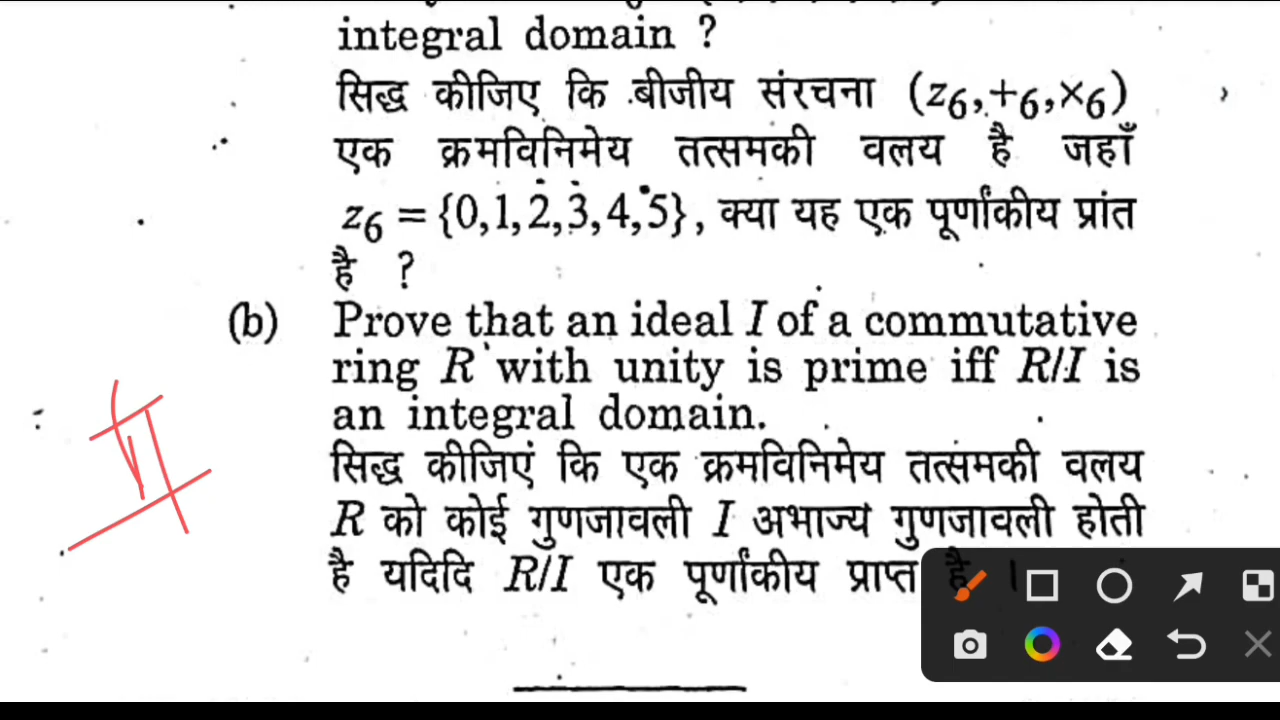 integral domain ?
सिद्ध कीजिए कि बीजीय संरचना (z₆,+₆,×₆)
एक क्रमविनिमेय तत्समकी वलय है जहाँ
z₆ = {0,1,2,3,4,5}, क्या यह एक पूर्णांकीय प्रांत
है ?
(b) Prove that an ideal I of a commutative
ring R with unity is prime iff R/I is
an integral domain.
सिद्ध कीजिएं कि एक क्रमविनिमेय तत्समकी वलय
R को कोई गुणजावली I अभाज्य गुणजावली होती
है यदिदि R/I एक पूर्णांकीय प्राप्त है ।